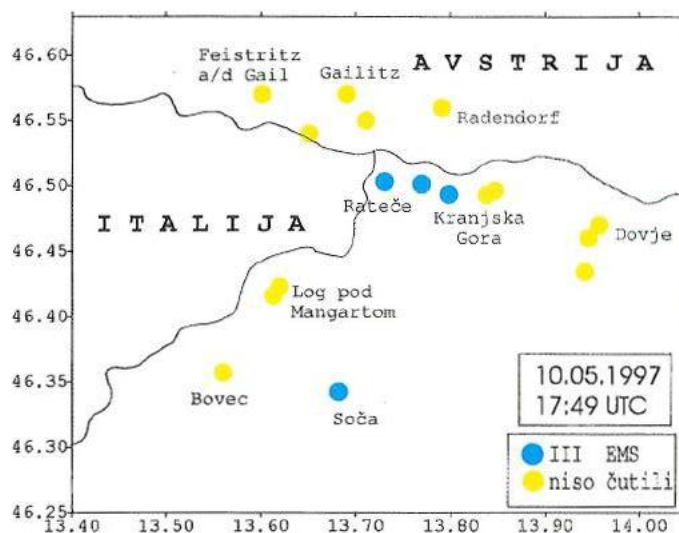 46.60
46.55
46.50
46.45
46.40
46.35
46.30
46.25
13.40 13.50 13.60 13.70 13.80 13.90 14.00
A V S T R I J A
Feistritz
a/d Gail
Gailitz
Radendorf
Rateče
Kranjska
Gora
Dovje
I T A L I J A
Log pod
Mangartom
Bovec
Soča
10.05.1997
17:49 UTC
III EMS
niso čutili